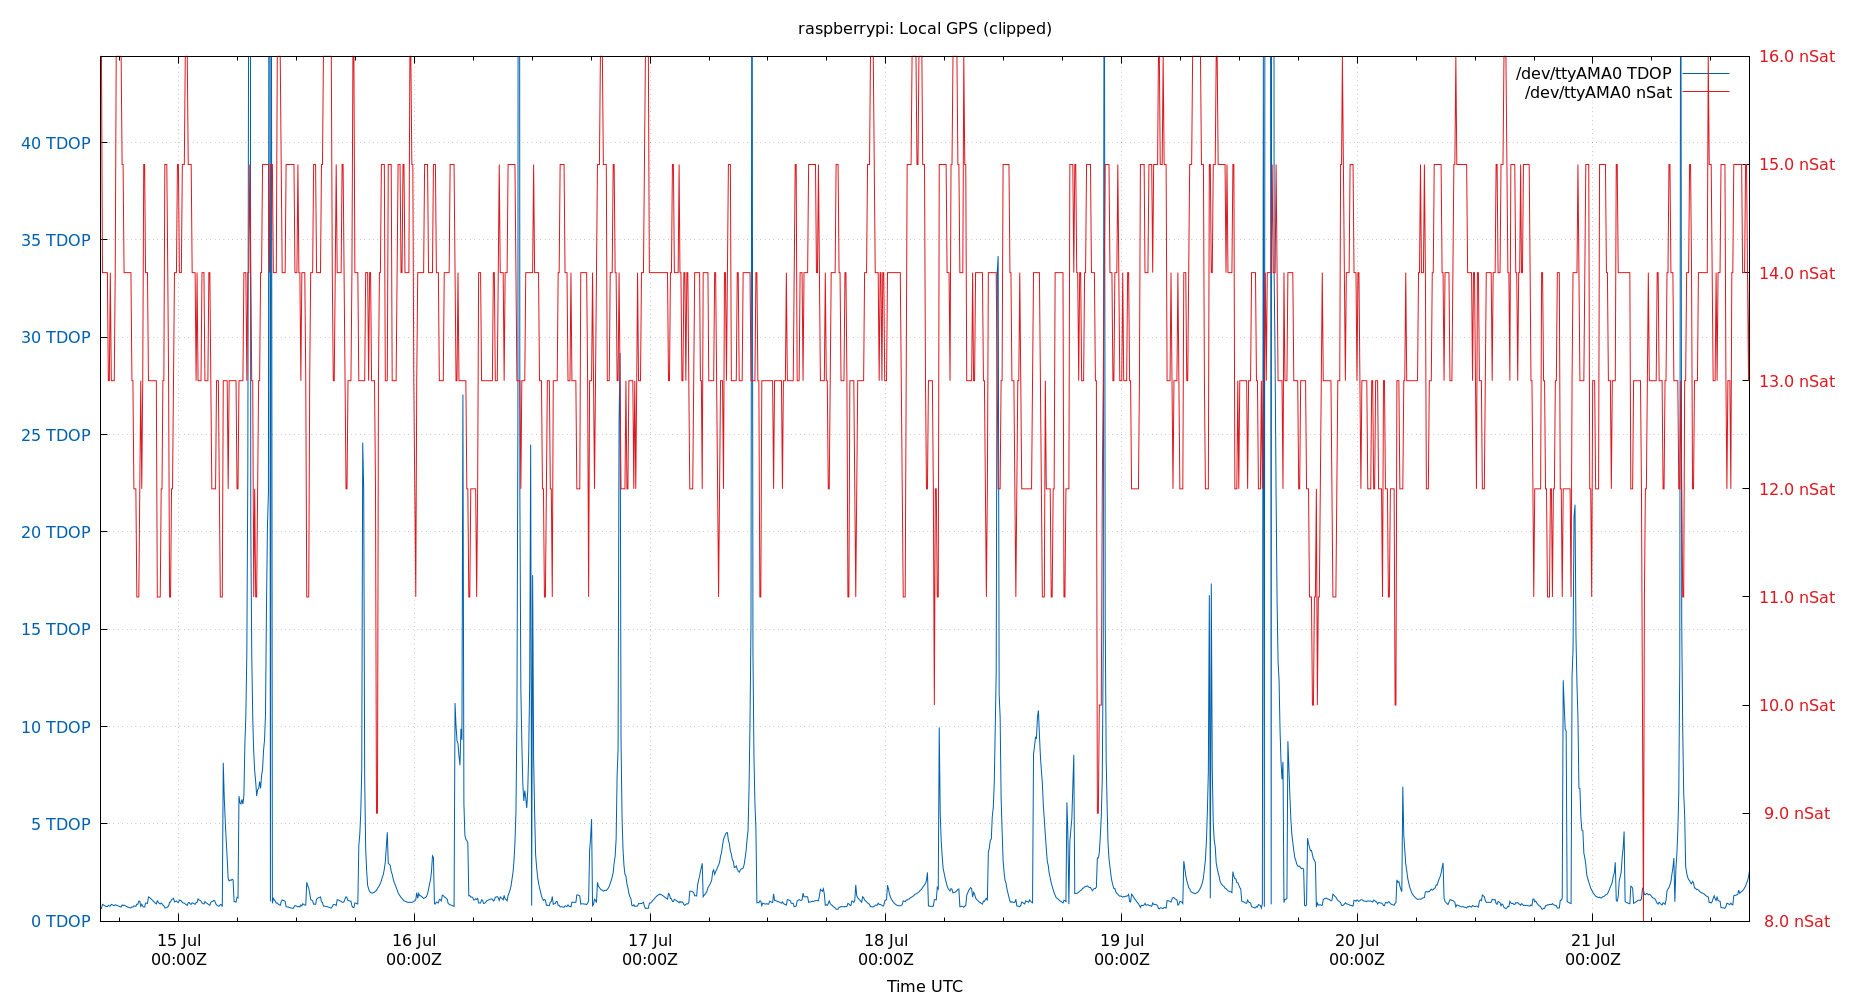 raspberrypi: Local GPS (clipped)
/dev/ttyAMA0 TDOP
/dev/ttyAMA0 nSat
40 TDOP
35 TDOP
30 TDOP
25 TDOP
20 TDOP
15 TDOP
10 TDOP
5 TDOP
0 TDOP
16.0 nSat
15.0 nSat
14.0 nSat
13.0 nSat
12.0 nSat
11.0 nSat
10.0 nSat
9.0 nSat
8.0 nSat
15 Jul
00:00Z
16 Jul
00:00Z
17 Jul
00:00Z
18 Jul
00:00Z
19 Jul
00:00Z
20 Jul
00:00Z
21 Jul
00:00Z
Time UTC